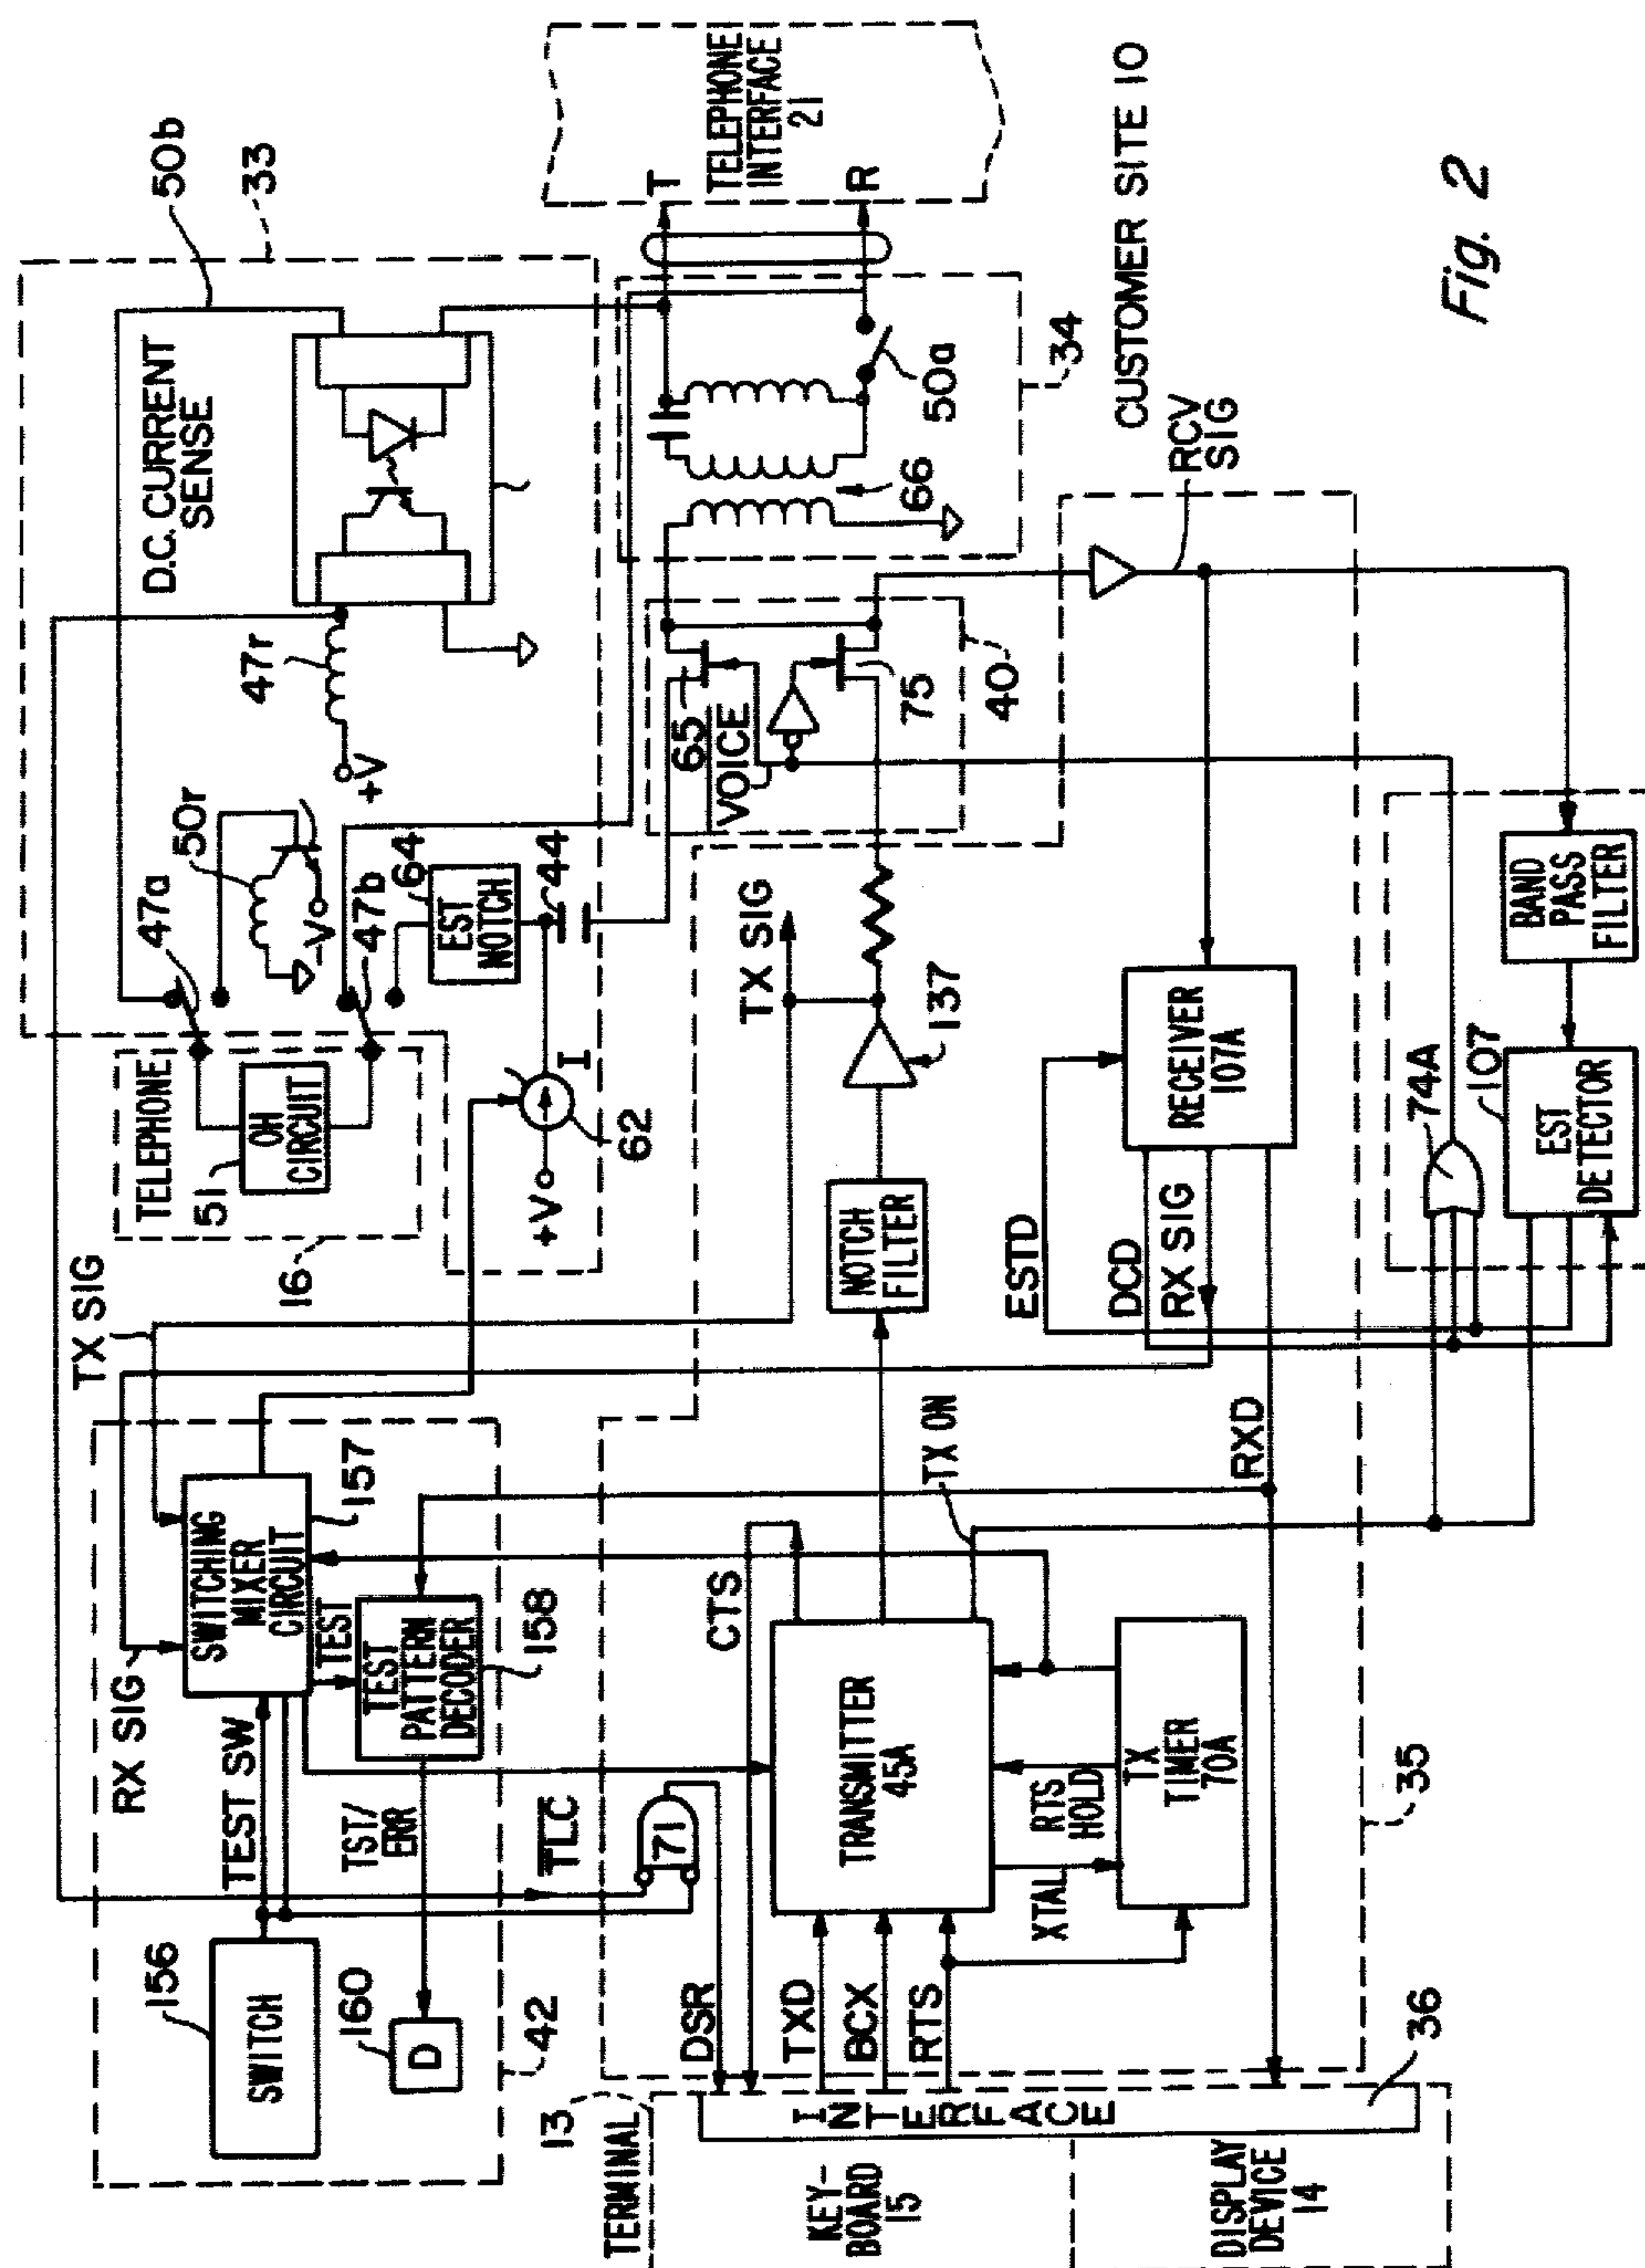 50b
33
D.C. CURRENT
SENSE
47r
+V
50r
47a
-V
47b
64
EST
NOTCH
44
TELEPHONE
51
OH
CIRCUIT
16
+V
I
62
TELEPHONE
INTERFACE
21
T
R
50a
34
66
CUSTOMER SITE 10
Fig. 2
65
VOICE
75
40
RCV
SIG
TX SIG
137
NOTCH
FILTER
RECEIVER
107A
ESTD
DCD
RX SIG
74A
107
BAND
PASS
FILTER
EST
DETECTOR
TX SIG
RX SIG
SWITCHING
MIXER
CIRCUIT
157
TEST
TEST
PATTERN
DECODER
158
TEST SW
TST/
ERR
TLC
156
SWITCH
160
D
42
171
DSR
CTS
TX ON
RXD
TRANSMITTER
45A
RTS
HOLD
XTAL
TX
TIMER
70A
35
TXD
BCX
RTS
13
TERMINAL
INTERFACE
36
KEY-
BOARD
15
DISPLAY
DEVICE
14